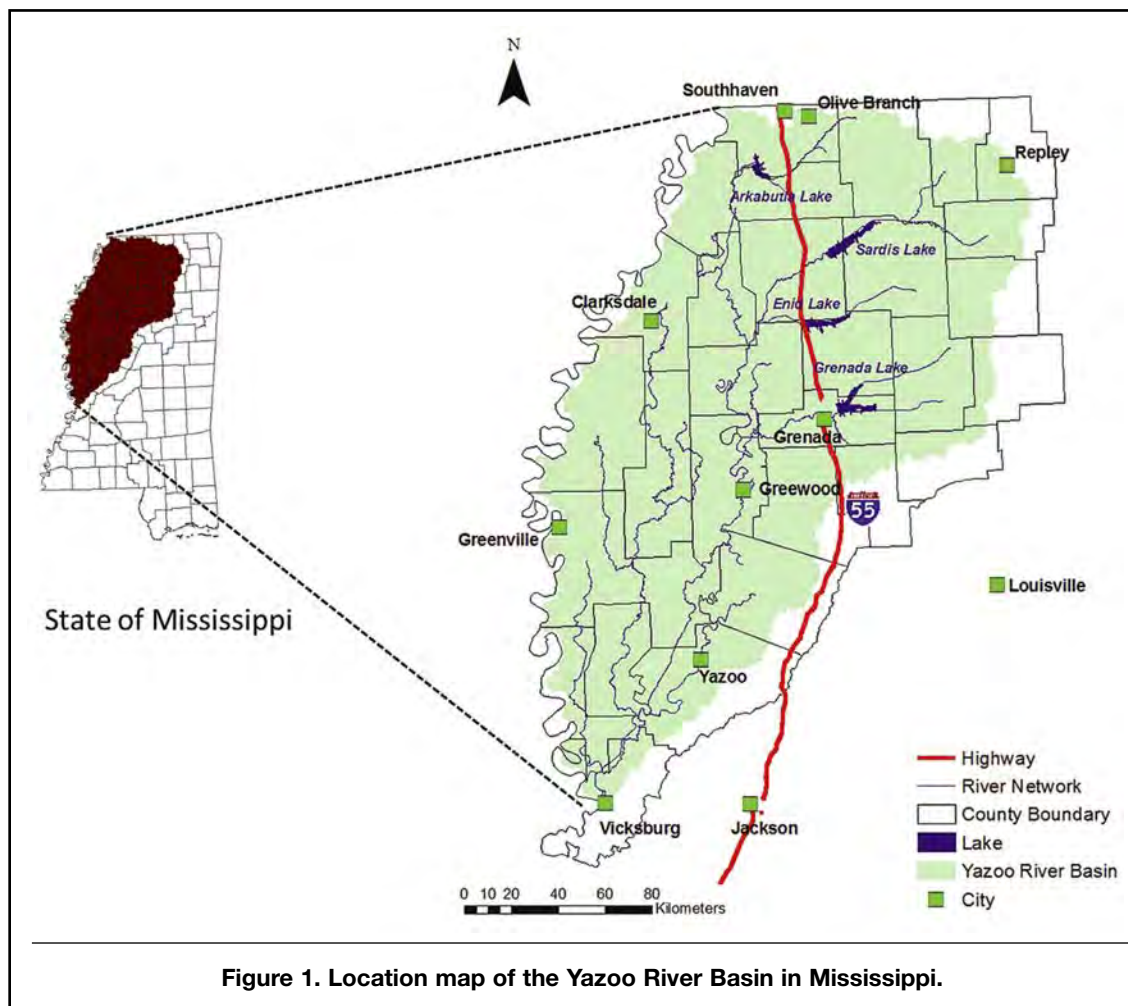 N
Southhaven
Olive Branch
Repley
Arkabutla Lake
Sardis Lake
Clarksdale
Enid Lake
Grenada Lake
Grenada
Greewood
55
Greenville
Louisville
State of Mississippi
Yazoo
Vicksburg
Jackson
Highway
River Network
County Boundary
Lake
Yazoo River Basin
City
0 10 20 40 60 80
Kilometers
Figure 1. Location map of the Yazoo River Basin in Mississippi.